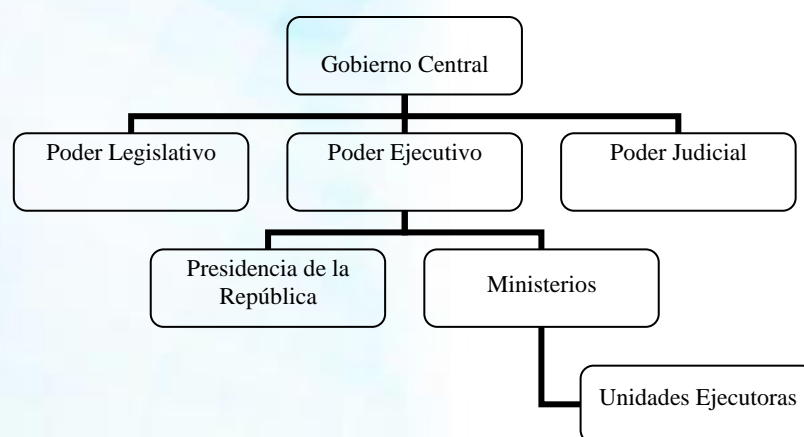 Gobierno Central
Poder Legislativo
Poder Ejecutivo
Poder Judicial
Presidencia de la
República
Ministerios
Unidades Ejecutoras